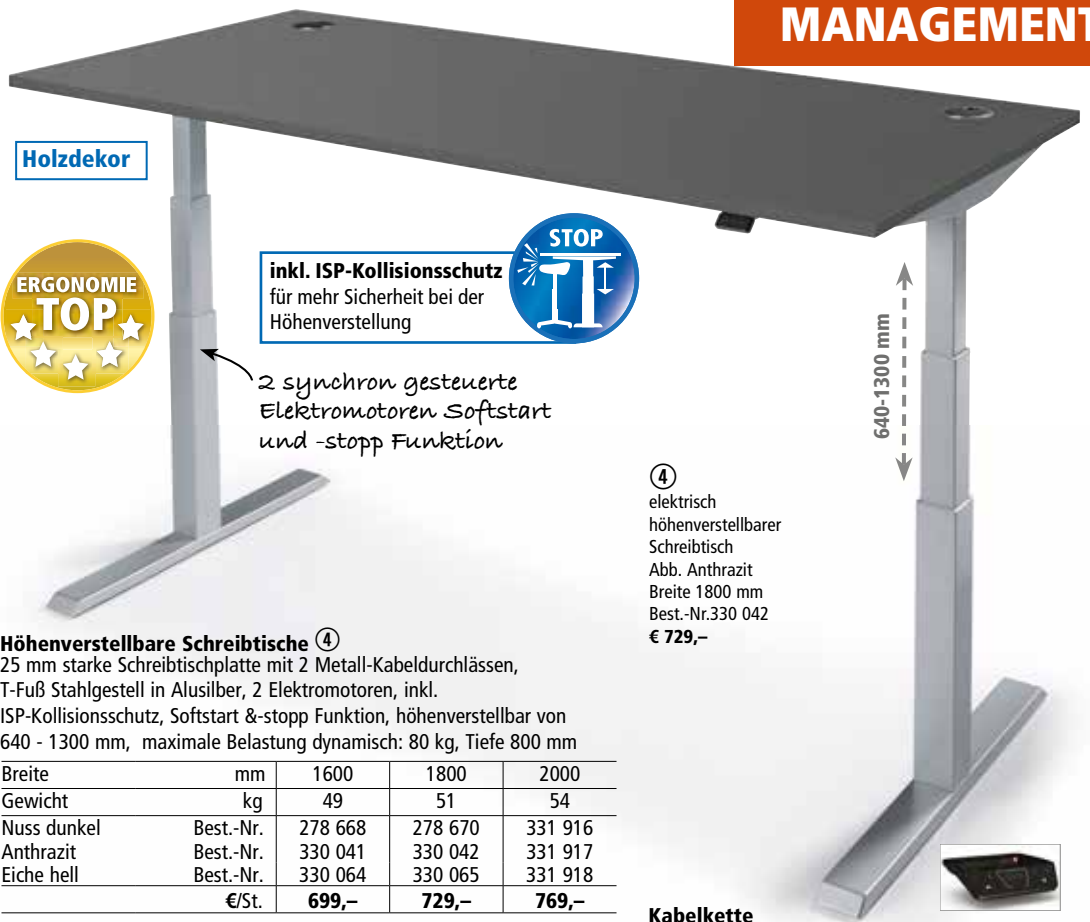 MANAGEMENT
Holzdekor
ERGONOMIE
TOP
inkl. ISP-Kollisionsschutz
für mehr Sicherheit bei der
Höhenverstellung
STOP
2 synchron gesteuerte
Elektromotoren Softstart
und -stopp Funktion
640-1300 mm
④
elektrisch
höhenverstellbarer
Schreibtisch
Abb. Anthrazit
Breite 1800 mm
Best.-Nr.330 042
€ 729,–
Höhenverstellbare Schreibtische ④
25 mm starke Schreibtischplatte mit 2 Metall-Kabeldurchlässen,
T-Fuß Stahlgestell in Alusilber, 2 Elektromotoren, inkl.
ISP-Kollisionsschutz, Softstart &-stopp Funktion, höhenverstellbar von
640 - 1300 mm, maximale Belastung dynamisch: 80 kg, Tiefe 800 mm
Breite mm 1600 1800 2000
Gewicht kg 49 51 54
Nuss dunkel Best.-Nr. 278 668 278 670 331 916
Anthrazit Best.-Nr. 330 041 330 042 331 917
Eiche hell Best.-Nr. 330 064 330 065 331 918
€/St. 699,– 729,– 769,–
Kabelkette